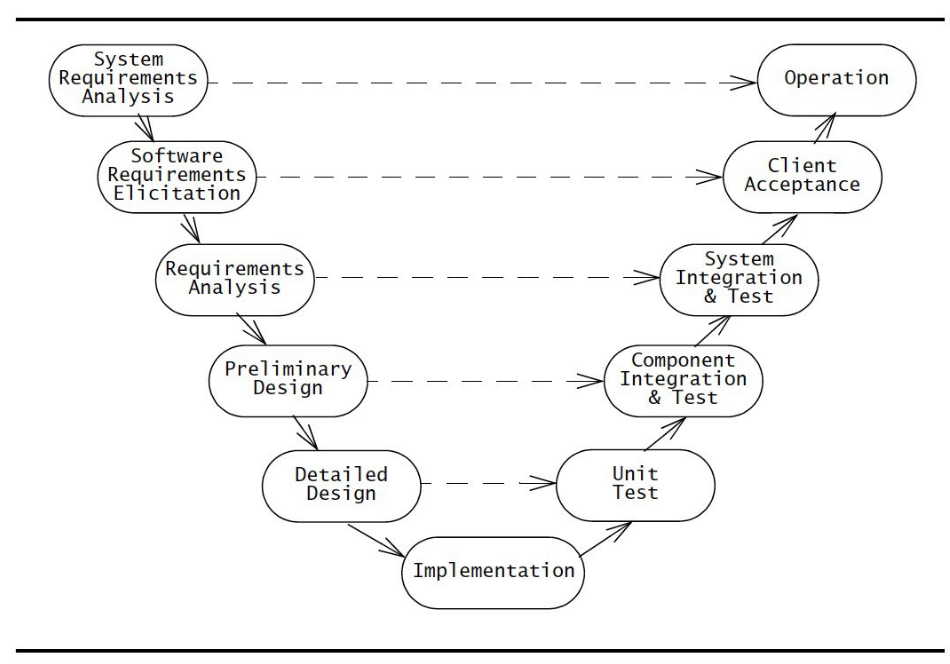 System
Requirements
Analysis
Operation
Software
Requirements
Elicitation
Client
Acceptance
Requirements
Analysis
System
Integration
& Test
Preliminary
Design
Component
Integration
& Test
Detailed
Design
Unit
Test
Implementation